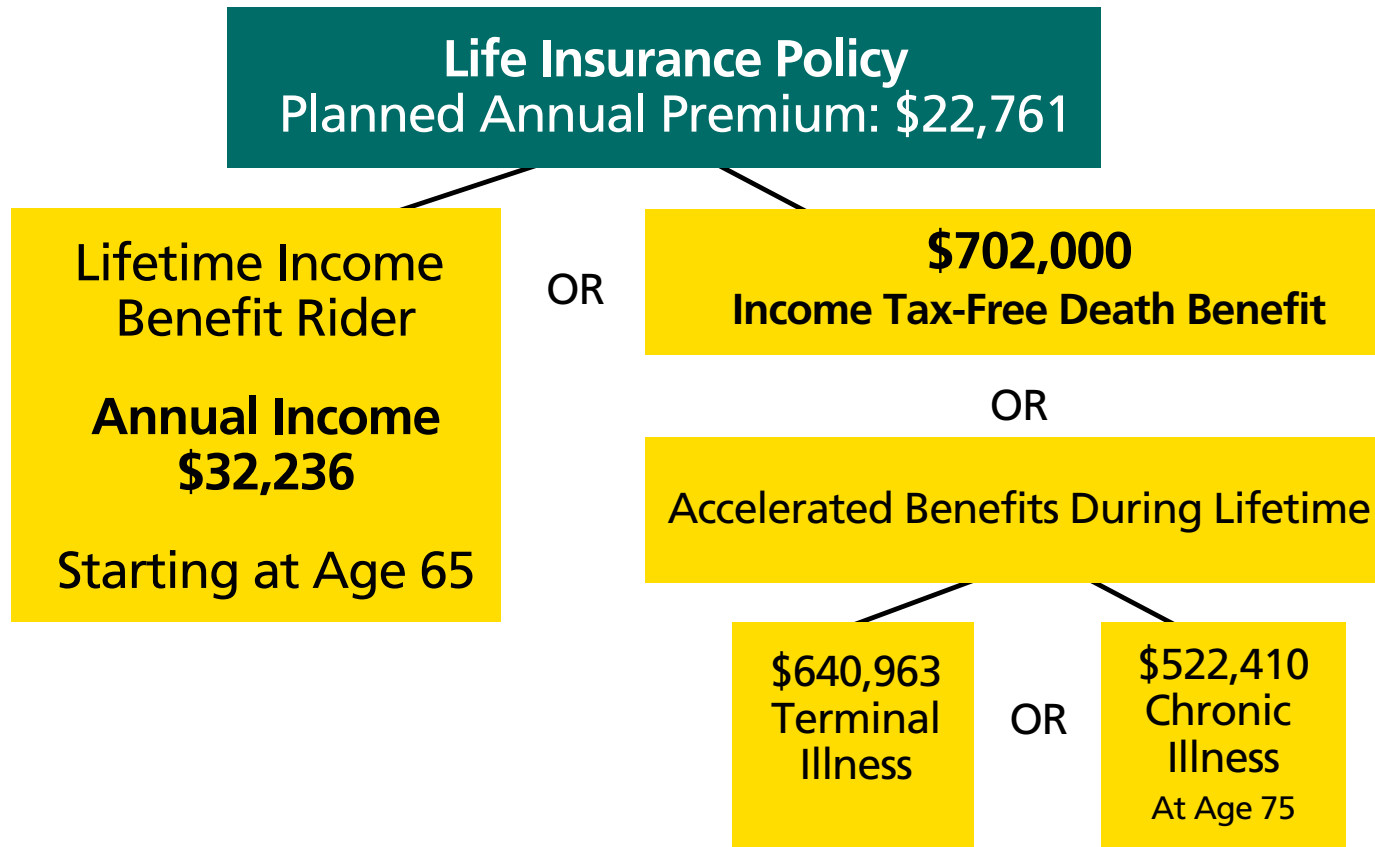 Life Insurance Policy
Planned Annual Premium: $22,761
Lifetime Income
Benefit Rider
Annual Income
$32,236
Starting at Age 65
OR
$702,000
Income Tax-Free Death Benefit
OR
Accelerated Benefits During Lifetime
$640,963
Terminal
Illness
OR
$522,410
Chronic
Illness
At Age 75